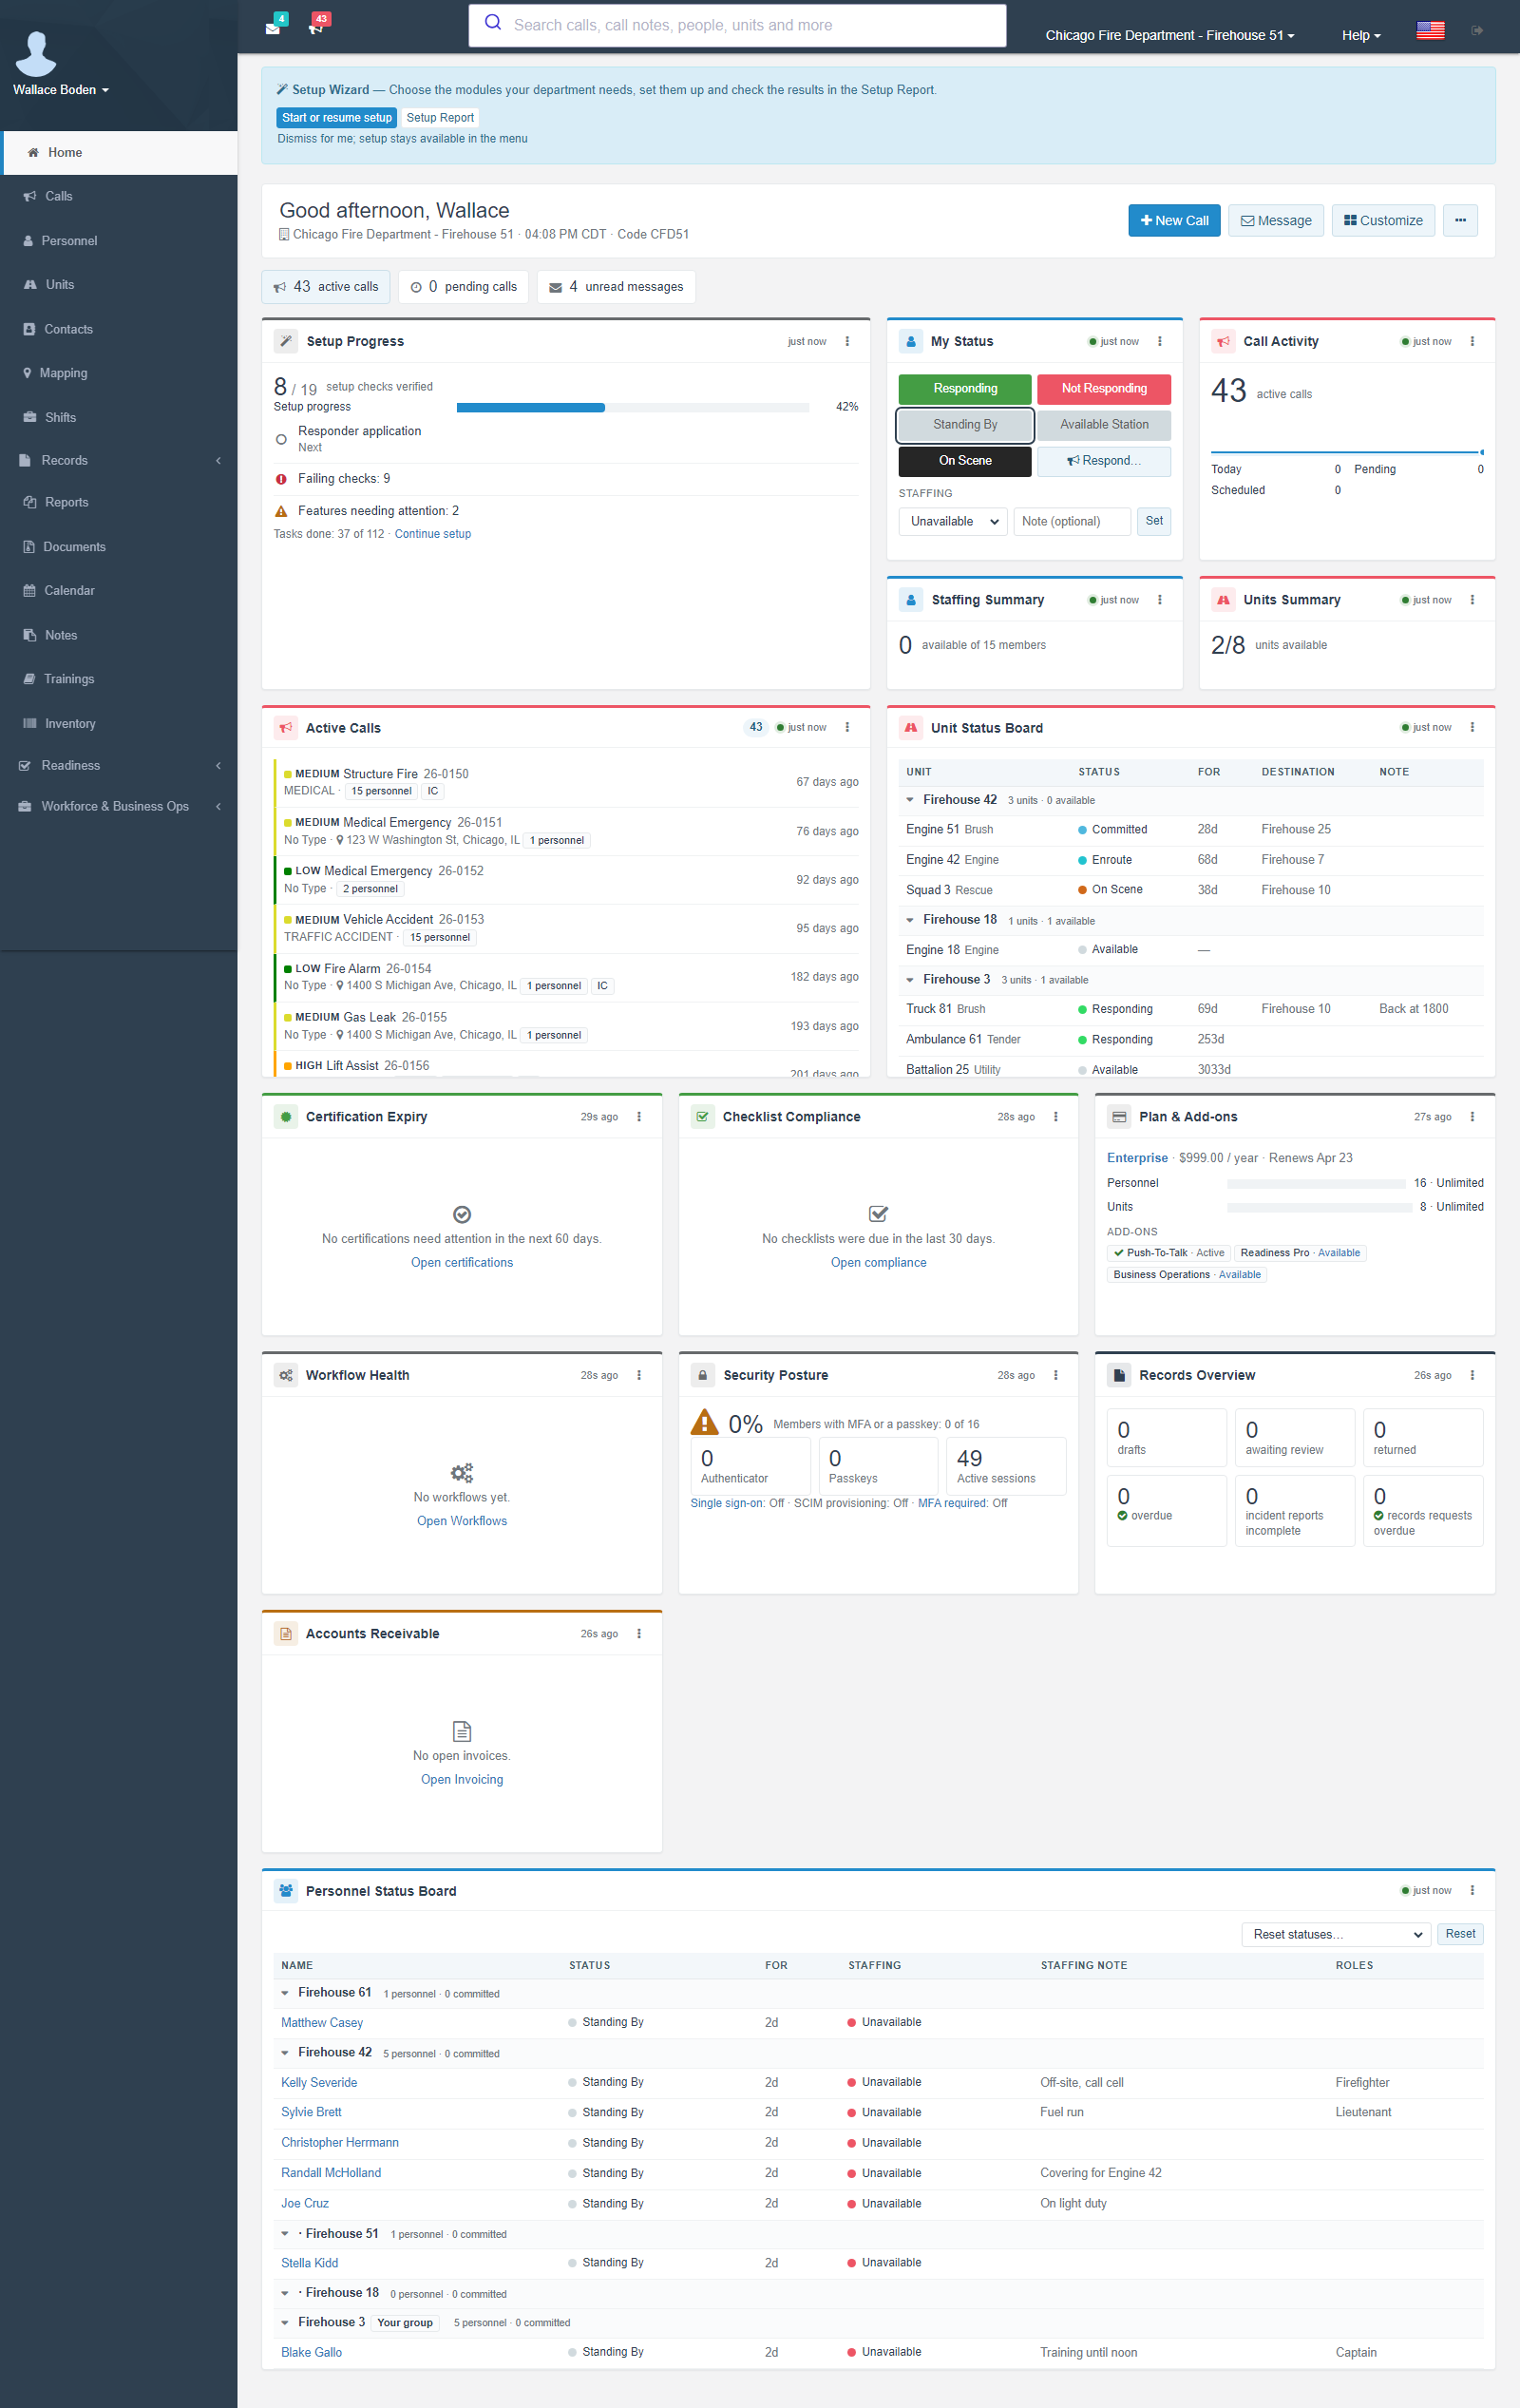 4
43
Search calls, call notes, people, units and more
Chicago Fire Department - Firehouse 51
Help
Wallace Boden
Home
Calls
Personnel
Units
Contacts
Mapping
Shifts
Records
Reports
Documents
Calendar
Notes
Trainings
Inventory
Readiness
Workforce & Business Ops
Setup Wizard — Choose the modules your department needs, set them up and check the results in the Setup Report.
Start or resume setup Setup Report
Dismiss for me; setup stays available in the menu
Good afternoon, Wallace
Chicago Fire Department - Firehouse 51 · 04:08 PM CDT · Code CFD51
New Call Message Customize
43 active calls 0 pending calls 4 unread messages
Setup Progress just now
8 / 19 setup checks verified
Setup progress 42%
Responder application
Next
Failing checks: 9
Features needing attention: 2
Tasks done: 37 of 112 · Continue setup
My Status just now
Responding Not Responding
Standing By Available Station
On Scene Respond...
STAFFING
Unavailable Note (optional) Set
Call Activity just now
43 active calls
Today 0 Pending 0
Scheduled 0
Staffing Summary just now
0 available of 15 members
Units Summary just now
2/8 units available
Active Calls 43 just now
MEDIUM Structure Fire 26-0150
MEDICAL · 15 personnel IC
67 days ago
MEDIUM Medical Emergency 26-0151
No Type · 123 W Washington St, Chicago, IL 1 personnel
76 days ago
LOW Medical Emergency 26-0152
No Type · 2 personnel
92 days ago
MEDIUM Vehicle Accident 26-0153
TRAFFIC ACCIDENT · 15 personnel
95 days ago
LOW Fire Alarm 26-0154
No Type · 1400 S Michigan Ave, Chicago, IL 1 personnel IC
182 days ago
MEDIUM Gas Leak 26-0155
No Type · 1400 S Michigan Ave, Chicago, IL 1 personnel
193 days ago
HIGH Lift Assist 26-0156
201 days ago
Unit Status Board just now
UNIT STATUS FOR DESTINATION NOTE
Firehouse 42 3 units · 0 available
Engine 51 Brush Committed 28d Firehouse 25
Engine 42 Engine Enroute 68d Firehouse 7
Squad 3 Rescue On Scene 38d Firehouse 10
Firehouse 18 1 units · 1 available
Engine 18 Engine Available —
Firehouse 3 3 units · 1 available
Truck 81 Brush Responding 69d Firehouse 10 Back at 1800
Ambulance 61 Tender Responding 253d
Battalion 25 Utility Available 3033d
Certification Expiry 29s ago
No certifications need attention in the next 60 days.
Open certifications
Checklist Compliance 28s ago
No checklists were due in the last 30 days.
Open compliance
Plan & Add-ons 27s ago
Enterprise · $999.00 / year · Renews Apr 23
Personnel 16 · Unlimited
Units 8 · Unlimited
ADD-ONS
Push-To-Talk · Active Readiness Pro · Available
Business Operations · Available
Workflow Health 28s ago
No workflows yet.
Open Workflows
Security Posture 28s ago
0% Members with MFA or a passkey: 0 of 16
0 Authenticator
0 Passkeys
49 Active sessions
Single sign-on: Off · SCIM provisioning: Off · MFA required: Off
Records Overview 26s ago
0 drafts
0 awaiting review
0 returned
0 overdue
0 incident reports incomplete
0 records requests overdue
Accounts Receivable 26s ago
No open invoices.
Open Invoicing
Personnel Status Board just now
Reset statuses... Reset
NAME STATUS FOR STAFFING STAFFING NOTE ROLES
Firehouse 61 1 personnel · 0 committed
Matthew Casey Standing By 2d Unavailable
Firehouse 42 5 personnel · 0 committed
Kelly Severide Standing By 2d Unavailable Off-site, call cell Firefighter
Sylvie Brett Standing By 2d Unavailable Fuel run Lieutenant
Christopher Herrmann Standing By 2d Unavailable
Randall McHolland Standing By 2d Unavailable Covering for Engine 42
Joe Cruz Standing By 2d Unavailable On light duty
· Firehouse 51 1 personnel · 0 committed
Stella Kidd Standing By 2d Unavailable
· Firehouse 18 0 personnel · 0 committed
Firehouse 3 Your group 5 personnel · 0 committed
Blake Gallo Standing By 2d Unavailable Training until noon Captain